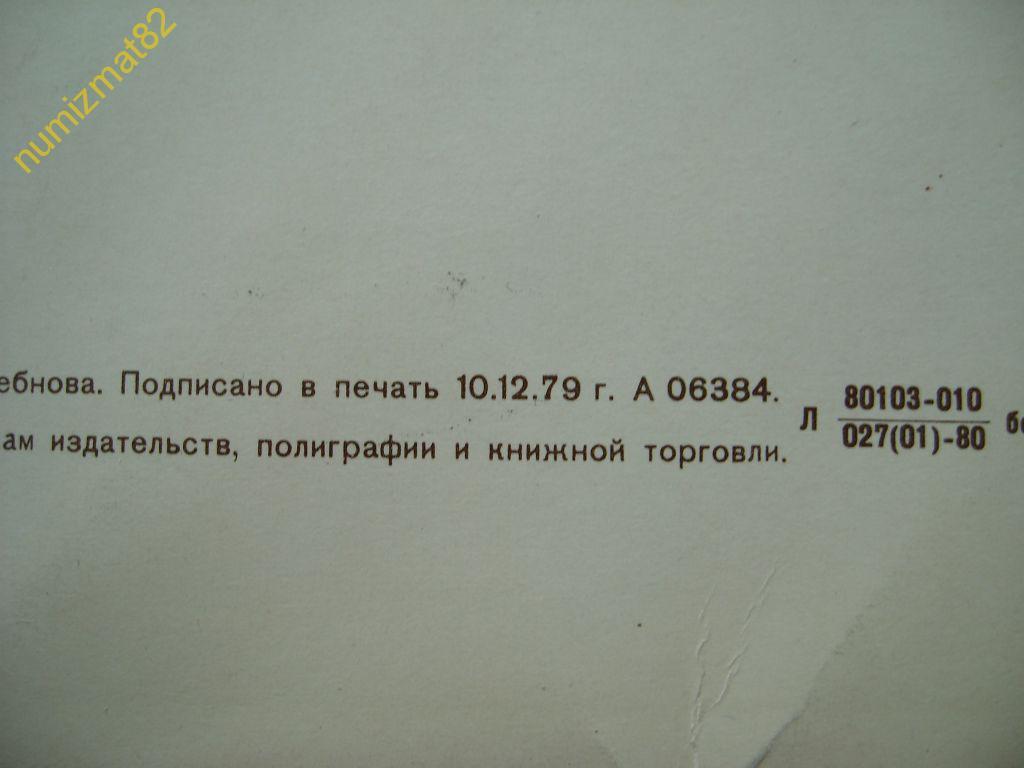 numizmat82
ебнова. Подписано в печать 10.12.79 г. А 06384.
ам издательств, полиграфии и книжной торговли.
Л 80103-010
027(01)-80